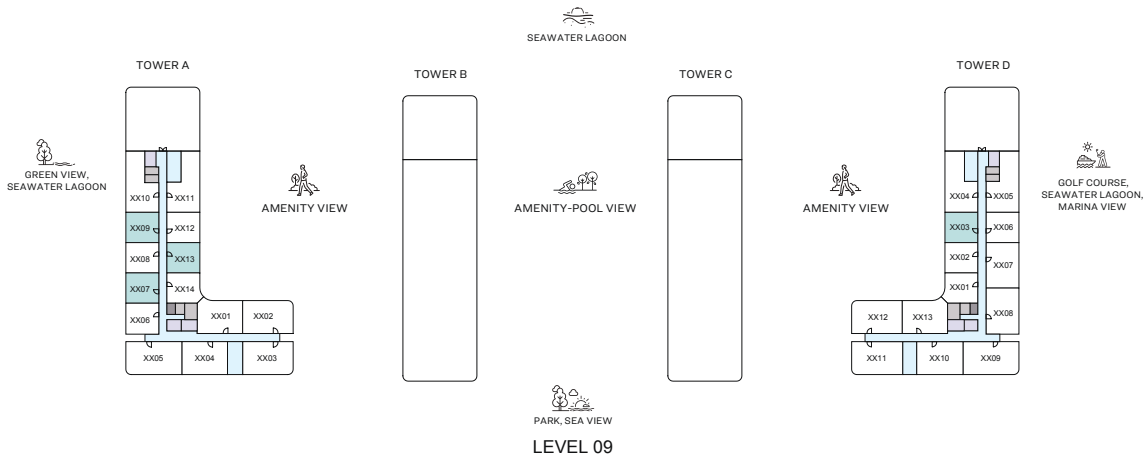 SEAWATER LAGOON
TOWER A
TOWER B
TOWER C
TOWER D
GREEN VIEW,
SEAWATER LAGOON
AMENITY VIEW
AMENITY-POOL VIEW
AMENITY VIEW
GOLF COURSE,
SEAWATER LAGOON,
MARINA VIEW
XX10
XX11
XX09
XX12
XX08
XX13
XX07
XX14
XX06
XX01
XX02
XX05
XX04
XX03
XX04
XX05
XX03
XX06
XX02
XX07
XX01
XX08
XX12
XX13
XX11
XX10
XX09
PARK, SEA VIEW
LEVEL 09